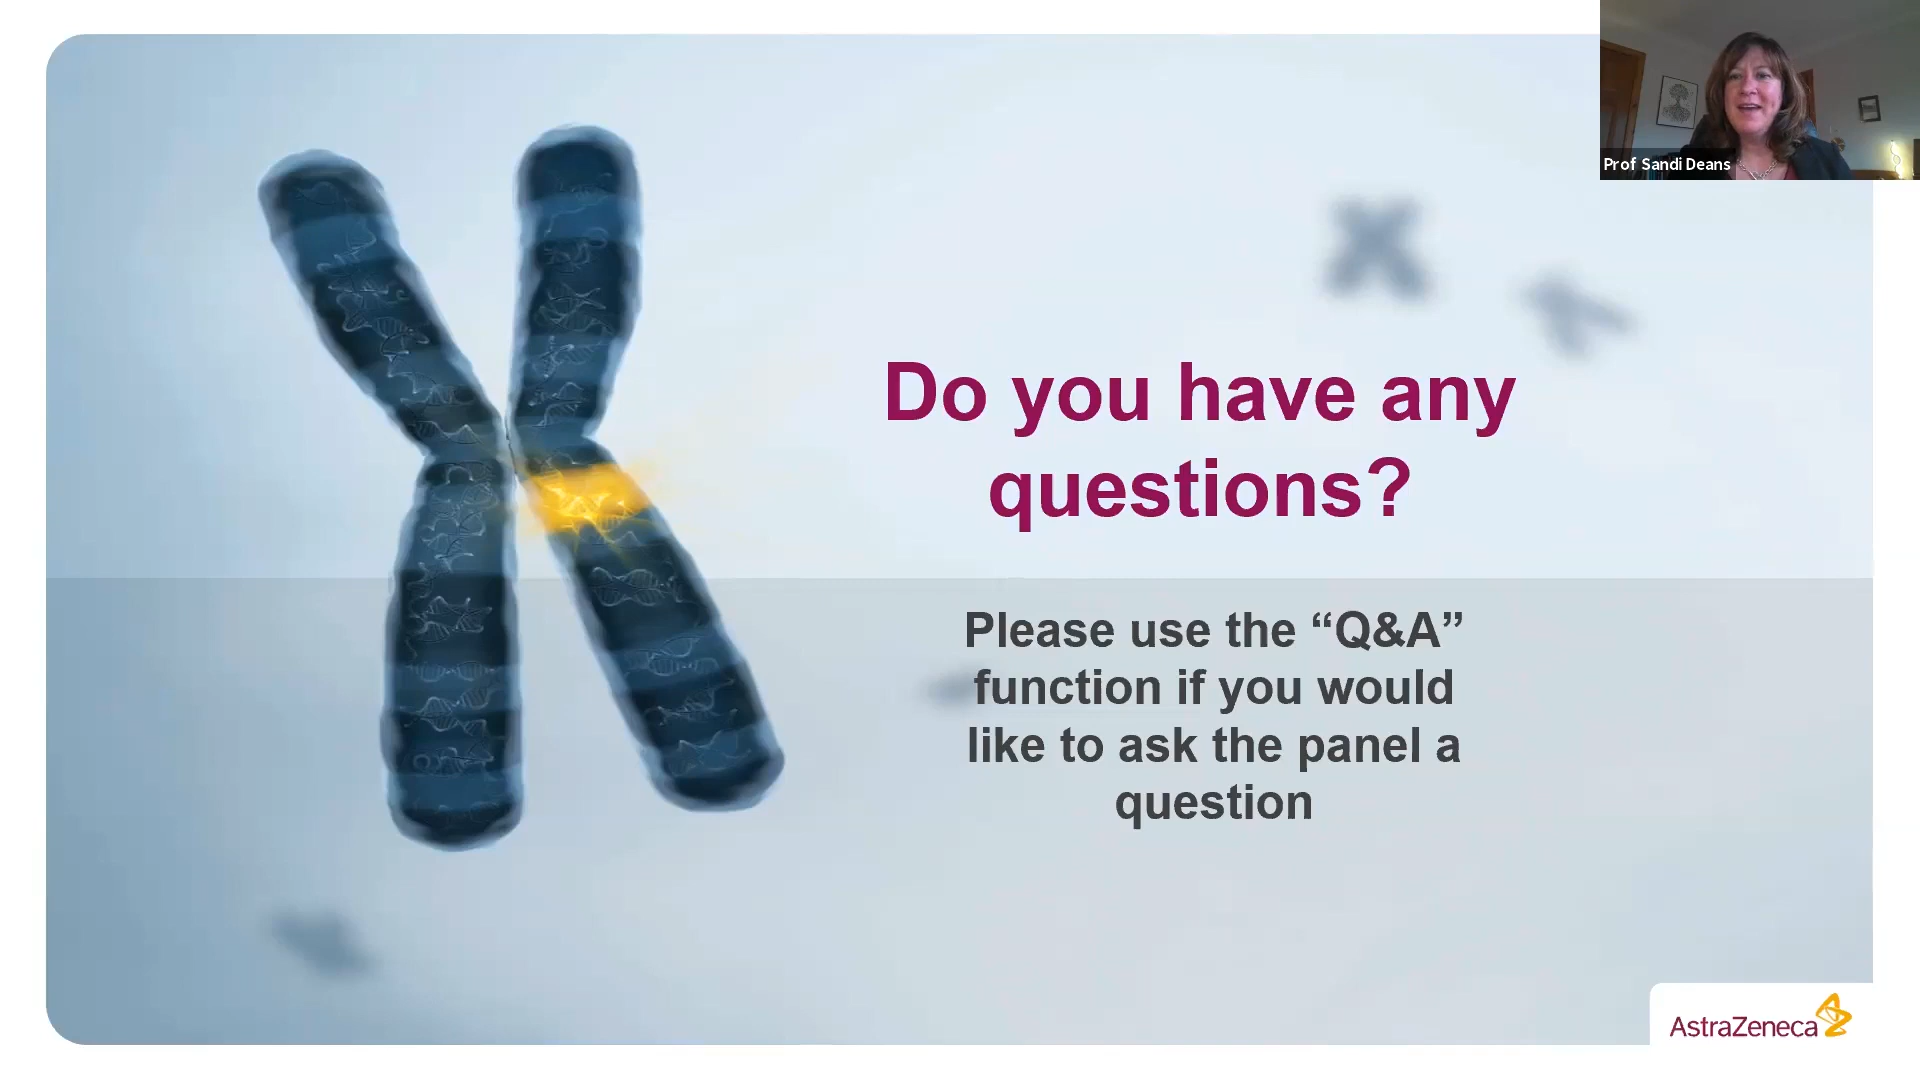 Prof Sandi Deans
Do you have any
questions?
Please use the “Q&A”
function if you would
like to ask the panel a
question
AstraZeneca